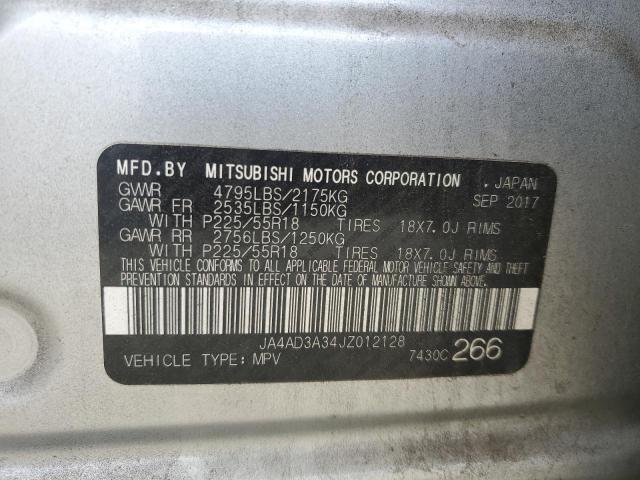 MFD.BY MITSUBISHI MOTORS CORPORATION . JAPAN
GVWR 4795LBS/2175KG SEP 2017
GAWR FR 2535LBS/1150KG
WITH P225/55R18 TIRES 18X7.0J RIMS
GAWR RR 2756LBS/1250KG
WITH P225/55R18 TIRES 18X7.0J RIMS
THIS VEHICLE CONFORMS TO ALL APPLICABLE FEDERAL MOTOR VEHICLE SAFETY AND THEFT
PREVENTION STANDARDS IN EFFECT ON THE DATE OF MANUFACTURE SHOWN ABOVE.
JA4AD3A34JZ012128
VEHICLE TYPE: MPV 7430C 266